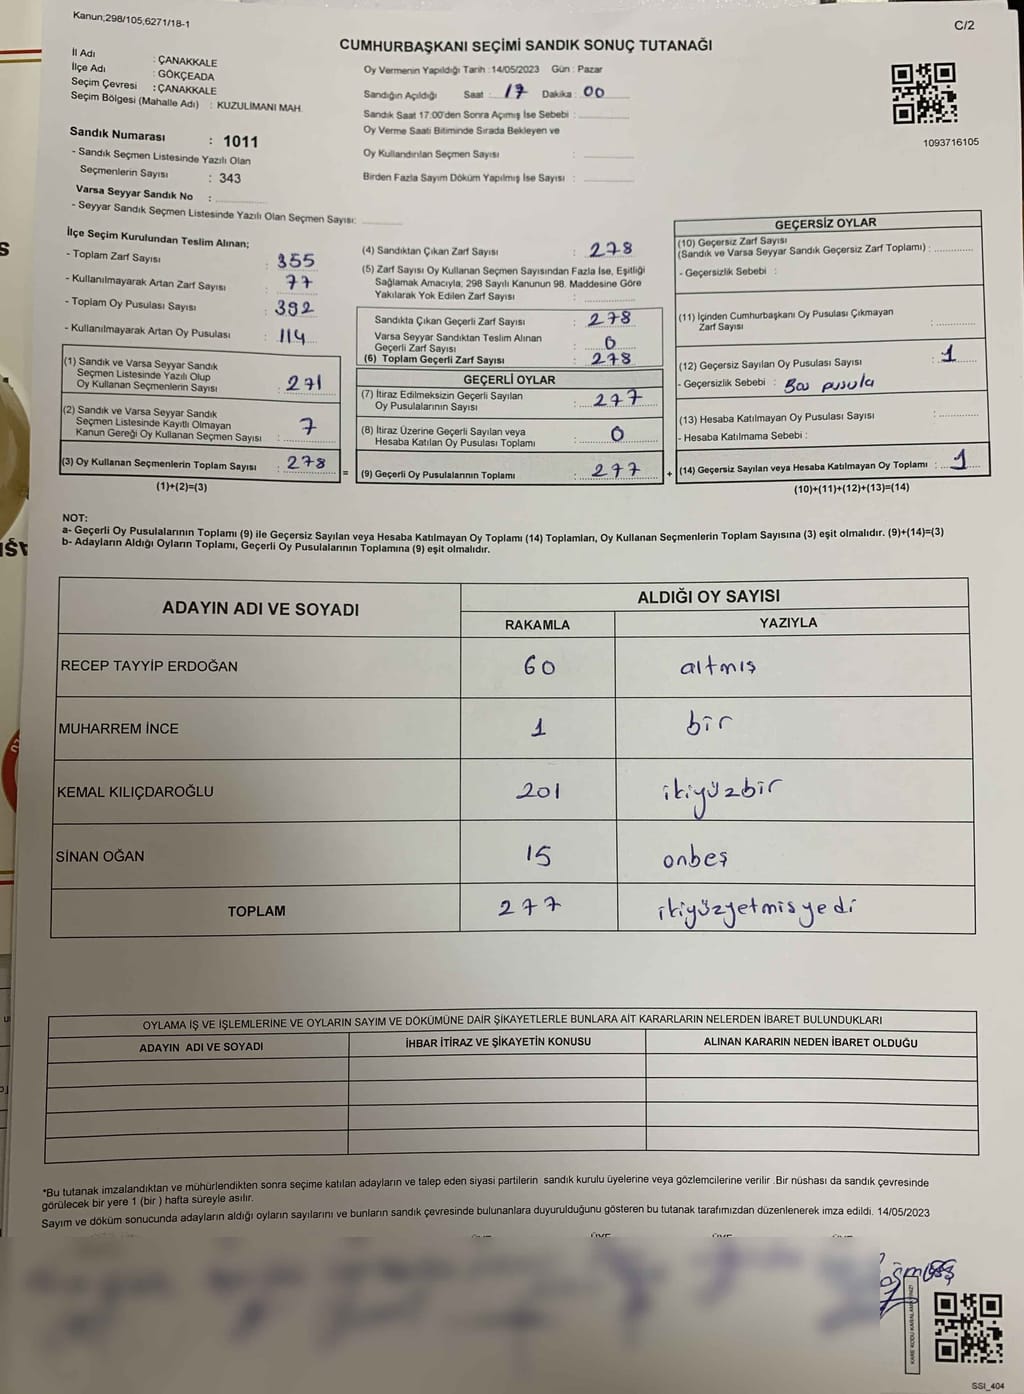 Kanun;298/105;6271/18-1
C/2
CUMHURBAŞKANI SEÇİMİ SANDIK SONUÇ TUTANAĞI
İl Adı : ÇANAKKALE
İlçe Adı : GÖKÇEADA
Seçim Çevresi : ÇANAKKALE
Seçim Bölgesi (Mahalle Adı) : KUZULİMANI MAH.
Sandık Numarası : 1011
- Sandık Seçmen Listesinde Yazılı Olan
Seçmenlerin Sayısı : 343
Varsa Seyyar Sandık No :
- Seyyar Sandık Seçmen Listesinde Yazılı Olan Seçmen Sayısı:
Oy Vermenin Yapıldığı Tarih :14/05/2023 Gün : Pazar
Sandığın Açıldığı Saat : 17 Dakika : 00
Sandık Saat 17:00'den Sonra Açımış İse Sebebi :
Oy Verme Saati Bitiminde Sırada Bekleyen ve
Oy Kullandırılan Seçmen Sayısı :
Birden Fazla Sayım Döküm Yapılmış İse Sayısı :
1093716105
İlçe Seçim Kurulundan Teslim Alınan;
- Toplam Zarf Sayısı : 355
- Kullanılmayarak Artan Zarf Sayısı : 77
- Toplam Oy Pusulası Sayısı : 392
- Kullanılmayarak Artan Oy Pusulası : 114
(1) Sandık ve Varsa Seyyar Sandık
Seçmen Listesinde Yazılı Olup
Oy Kullanan Seçmenlerin Sayısı : 271
(2) Sandık ve Varsa Seyyar Sandık
Seçmen Listesinde Kayıtlı Olmayan
Kanun Gereği Oy Kullanan Seçmen Sayısı : 7
(3) Oy Kullanan Seçmenlerin Toplam Sayısı : 278
(1)+(2)=(3)
(4) Sandıktan Çıkan Zarf Sayısı : 278
(5) Zarf Sayısı Oy Kullanan Seçmen Sayısından Fazla İse, Eşitliği
Sağlamak Amacıyla; 298 Sayılı Kanunun 98. Maddesine Göre
Yakılarak Yok Edilen Zarf Sayısı :
Sandıkta Çıkan Geçerli Zarf Sayısı : 278
Varsa Seyyar Sandıktan Teslim Alınan
Geçerli Zarf Sayısı : 0
(6) Toplam Geçerli Zarf Sayısı : 278
GEÇERLİ OYLAR
(7) İtiraz Edilmeksizin Geçerli Sayılan
Oy Pusulalarının Sayısı : 277
(8) İtiraz Üzerine Geçerli Sayılan veya
Hesaba Katılan Oy Pusulası Toplamı : 0
= (9) Geçerli Oy Pusulalarının Toplamı : 277 +
GEÇERSİZ OYLAR
(10) Geçersiz Zarf Sayısı
(Sandık ve Varsa Seyyar Sandık Geçersiz Zarf Toplamı) :
- Geçersizlik Sebebi :
(11) İçinden Cumhurbaşkanı Oy Pusulası Çıkmayan
Zarf Sayısı :
(12) Geçersiz Sayılan Oy Pusulası Sayısı : 1
- Geçersizlik Sebebi : Boş pusula
(13) Hesaba Katılmayan Oy Pusulası Sayısı :
- Hesaba Katılmama Sebebi :
(14) Geçersiz Sayılan veya Hesaba Katılmayan Oy Toplamı : 1
(10)+(11)+(12)+(13)=(14)
NOT:
a- Geçerli Oy Pusulalarının Toplamı (9) ile Geçersiz Sayılan veya Hesaba Katılmayan Oy Toplamı (14) Toplamları, Oy Kullanan Seçmenlerin Toplam Sayısına (3) eşit olmalıdır. (9)+(14)=(3)
b- Adayların Aldığı Oyların Toplamı, Geçerli Oy Pusulalarının Toplamına (9) eşit olmalıdır.
ADAYIN ADI VE SOYADI
ALDIĞI OY SAYISI
RAKAMLA YAZIYLA
RECEP TAYYİP ERDOĞAN 60 altmış
MUHARREM İNCE 1 bir
KEMAL KILIÇDAROĞLU 201 ikiyüzbir
SİNAN OĞAN 15 onbeş
TOPLAM 277 ikiyüzyetmişyedi
OYLAMA İŞ VE İŞLEMLERİNE VE OYLARIN SAYIM VE DÖKÜMÜNE DAİR ŞİKAYETLERLE BUNLARA AİT KARARLARIN NELERDEN İBARET BULUNDUKLARI
ADAYIN ADI VE SOYADI İHBAR İTİRAZ VE ŞİKAYETİN KONUSU ALINAN KARARIN NEDEN İBARET OLDUĞU
*Bu tutanak imzalandıktan ve mühürlendikten sonra seçime katılan adayların ve talep eden siyasi partilerin sandık kurulu üyelerine veya gözlemcilerine verilir .Bir nüshası da sandık çevresinde
görülecek bir yere 1 (bir ) hafta süreyle asılır.
Sayım ve döküm sonucunda adayların aldığı oyların sayılarını ve bunların sandık çevresinde bulunanlara duyurulduğunu gösteren bu tutanak tarafımızdan düzenlenerek imza edildi. 14/05/2023
SSI_404